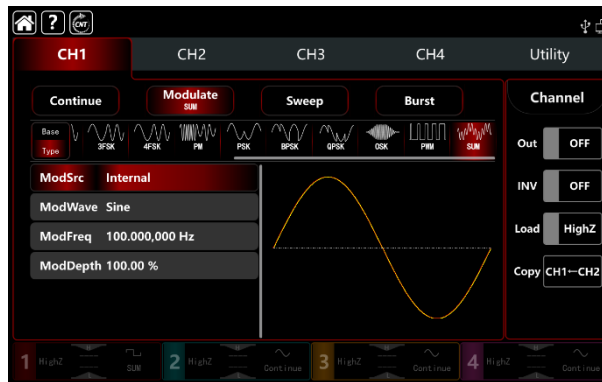 ? CNT
CH1 CH2 CH3 CH4 Utility
Continue Modulate SUM Sweep Burst Channel
Base Type 3FSK 4FSK PM PSK BPSK QPSK OSK PWM SUM
Out OFF
ModSrc Internal
INV OFF
ModWave Sine
ModFreq 100.000,000 Hz
Load HighZ
ModDepth 100.00 %
Copy CH1←CH2
1 HighZ SUM 2 HighZ Continue 3 HighZ Continue 4 HighZ Continue